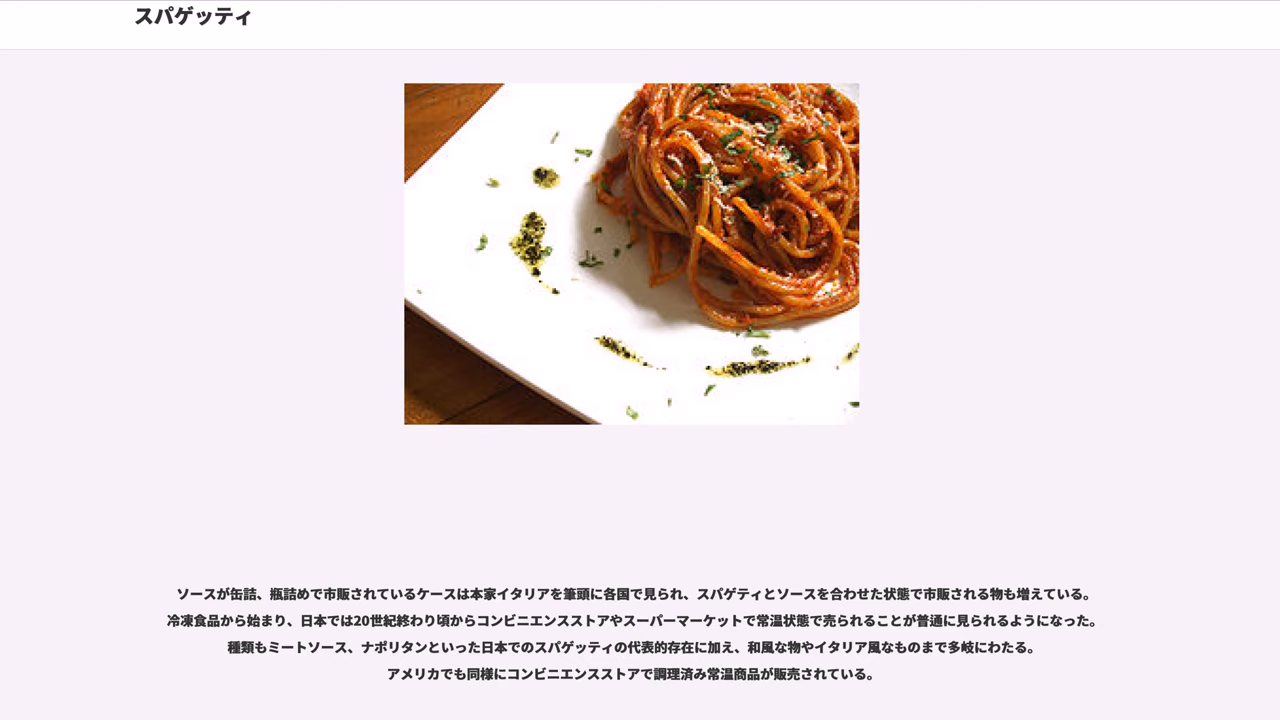 スパゲッティ
ソースが缶詰、瓶詰めで市販されているケースは本家イタリアを筆頭に各国で見られ、スパゲティとソースを合わせた状態で市販される物も増えている。
冷凍食品から始まり、日本では20世紀終わり頃からコンビニエンスストアやスーパーマーケットで常温状態で売られることが普通に見られるようになった。
種類もミートソース、ナポリタンといった日本でのスパゲッティの代表的存在に加え、和風な物やイタリア風なものまで多岐にわたる。
アメリカでも同様にコンビニエンスストアで調理済み常温商品が販売されている。